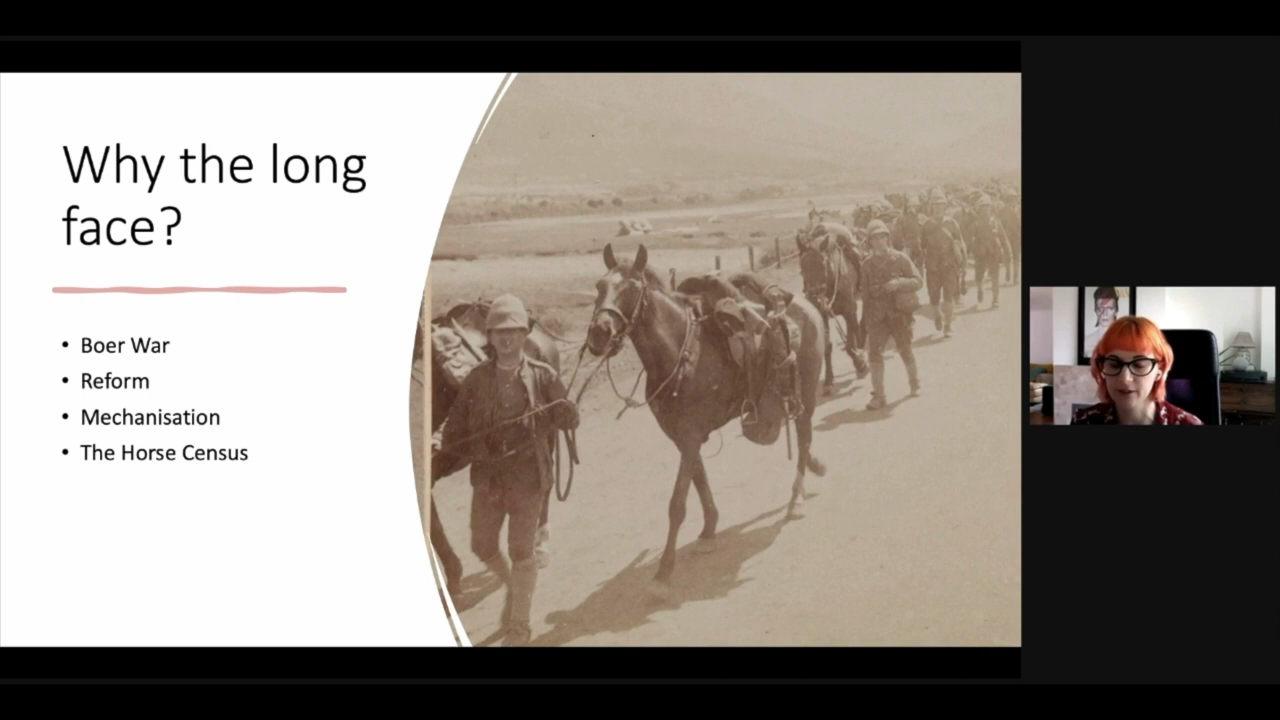 Why the long
face?
• Boer War
• Reform
• Mechanisation
• The Horse Census